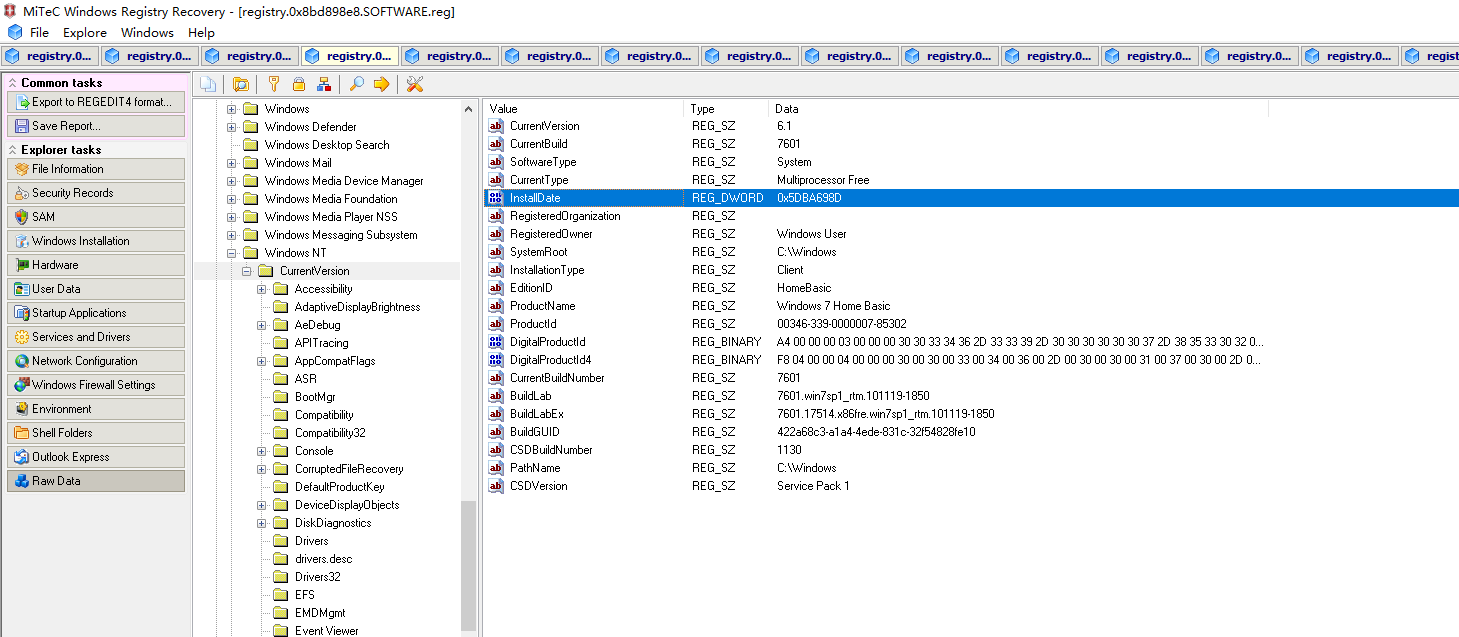 MiTeC Windows Registry Recovery - [registry.0x8bd898e8.SOFTWARE.reg]
File Explore Windows Help
registry.0... registry.0... registry.0... registry.0... registry.0... registry.0... registry.0... registry.0... registry.0... registry.0... registry.0... registry.0... registry.0... registry.0... regist
Common tasks
Export to REGEDIT4 format...
Save Report...
Explorer tasks
File Information
Security Records
SAM
Windows Installation
Hardware
User Data
Startup Applications
Services and Drivers
Network Configuration
Windows Firewall Settings
Environment
Shell Folders
Outlook Express
Raw Data
Windows
Windows Defender
Windows Desktop Search
Windows Mail
Windows Media Device Manager
Windows Media Foundation
Windows Media Player NSS
Windows Messaging Subsystem
Windows NT
CurrentVersion
Accessibility
AdaptiveDisplayBrightness
AeDebug
APITracing
AppCompatFlags
ASR
BootMgr
Compatibility
Compatibility32
Console
CorruptedFileRecovery
DefaultProductKey
DeviceDisplayObjects
DiskDiagnostics
Drivers
drivers.desc
Drivers32
EFS
EMDMgmt
Event Viewer
Value Type Data
CurrentVersion REG_SZ 6.1
CurrentBuild REG_SZ 7601
SoftwareType REG_SZ System
CurrentType REG_SZ Multiprocessor Free
InstallDate REG_DWORD 0x5DBA698D
RegisteredOrganization REG_SZ
RegisteredOwner REG_SZ Windows User
SystemRoot REG_SZ C:\Windows
InstallationType REG_SZ Client
EditionID REG_SZ HomeBasic
ProductName REG_SZ Windows 7 Home Basic
ProductId REG_SZ 00346-339-0000007-85302
DigitalProductId REG_BINARY A4 00 00 00 03 00 00 00 30 30 33 34 36 2D 33 33 39 2D 30 30 30 30 30 30 37 2D 38 35 33 30 32 0...
DigitalProductId4 REG_BINARY F8 04 00 00 04 00 00 00 30 00 30 00 33 00 34 00 36 00 2D 00 30 00 30 00 31 00 37 00 30 00 2D 0...
CurrentBuildNumber REG_SZ 7601
BuildLab REG_SZ 7601.win7sp1_rtm.101119-1850
BuildLabEx REG_SZ 7601.17514.x86fre.win7sp1_rtm.101119-1850
BuildGUID REG_SZ 422a68c3-a1a4-4ede-831c-32f54828fe10
CSDBuildNumber REG_SZ 1130
PathName REG_SZ C:\Windows
CSDVersion REG_SZ Service Pack 1